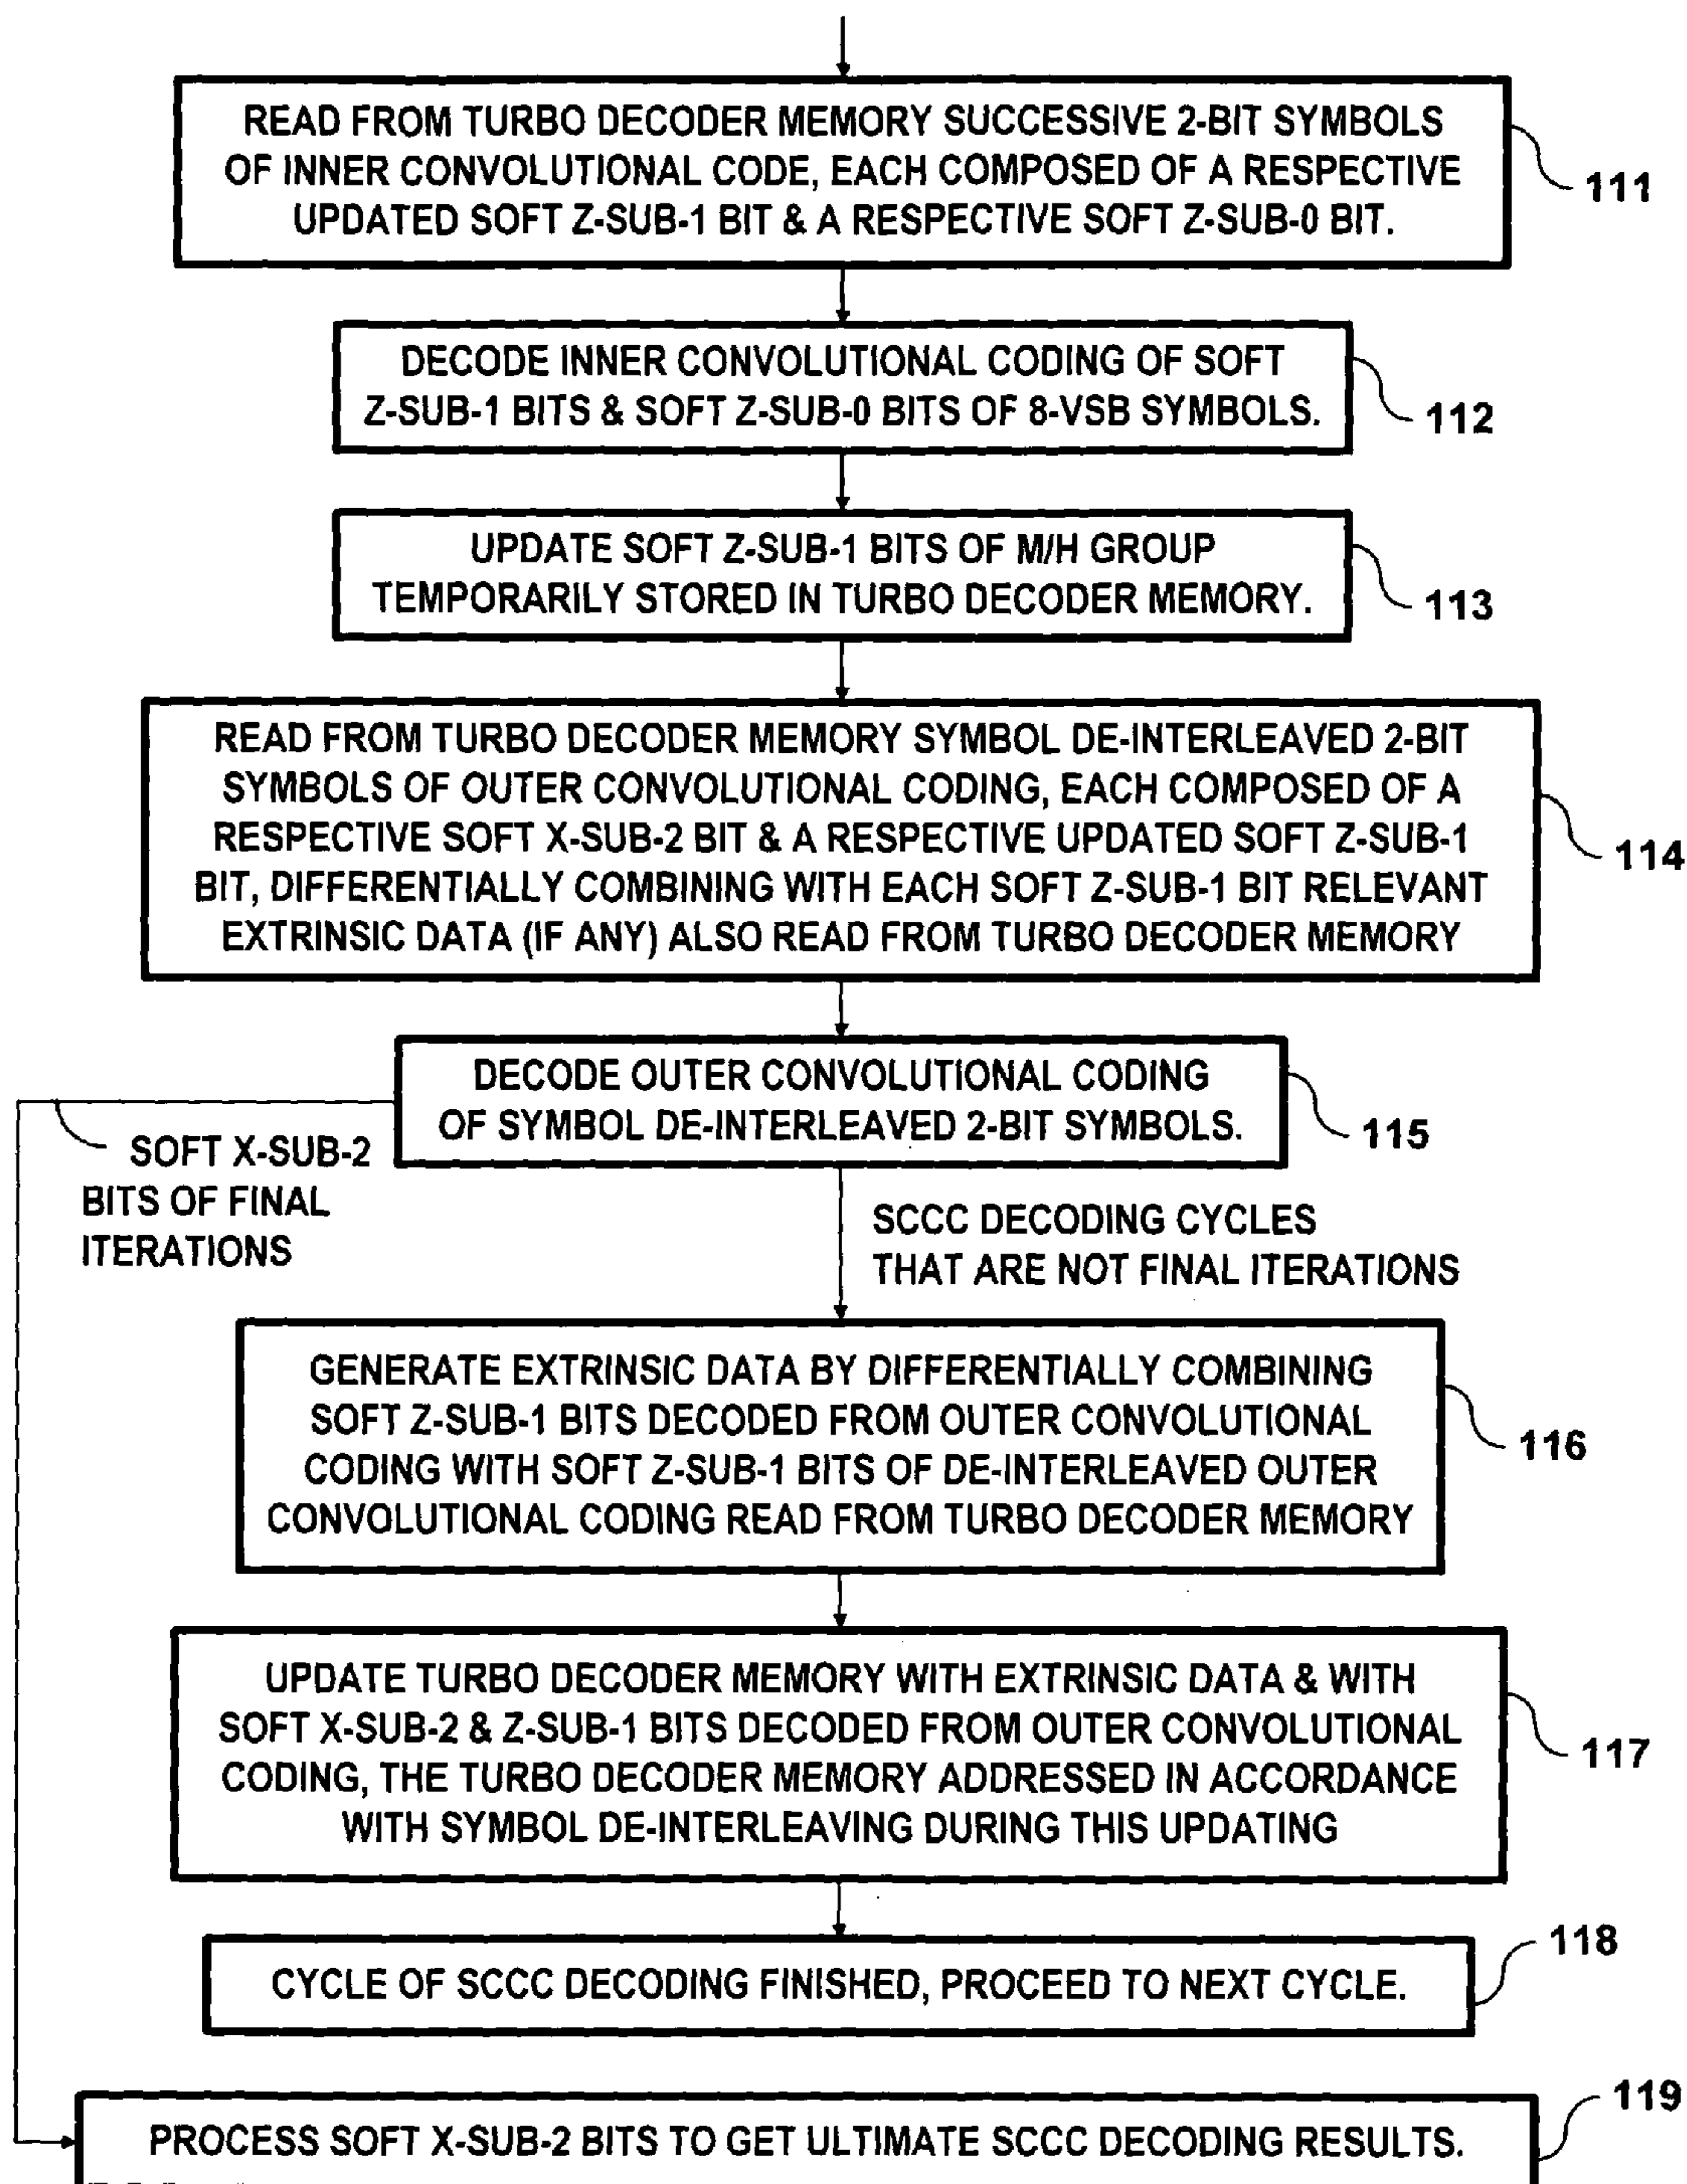 READ FROM TURBO DECODER MEMORY SUCCESSIVE 2-BIT SYMBOLS
OF INNER CONVOLUTIONAL CODE, EACH COMPOSED OF A RESPECTIVE
UPDATED SOFT Z-SUB-1 BIT & A RESPECTIVE SOFT Z-SUB-0 BIT.
111
DECODE INNER CONVOLUTIONAL CODING OF SOFT
Z-SUB-1 BITS & SOFT Z-SUB-0 BITS OF 8-VSB SYMBOLS.
112
UPDATE SOFT Z-SUB-1 BITS OF M/H GROUP
TEMPORARILY STORED IN TURBO DECODER MEMORY.
113
READ FROM TURBO DECODER MEMORY SYMBOL DE-INTERLEAVED 2-BIT
SYMBOLS OF OUTER CONVOLUTIONAL CODING, EACH COMPOSED OF A
RESPECTIVE SOFT X-SUB-2 BIT & A RESPECTIVE UPDATED SOFT Z-SUB-1
BIT, DIFFERENTIALLY COMBINING WITH EACH SOFT Z-SUB-1 BIT RELEVANT
EXTRINSIC DATA (IF ANY) ALSO READ FROM TURBO DECODER MEMORY
114
DECODE OUTER CONVOLUTIONAL CODING
OF SYMBOL DE-INTERLEAVED 2-BIT SYMBOLS.
115
SOFT X-SUB-2
BITS OF FINAL
ITERATIONS
SCCC DECODING CYCLES
THAT ARE NOT FINAL ITERATIONS
GENERATE EXTRINSIC DATA BY DIFFERENTIALLY COMBINING
SOFT Z-SUB-1 BITS DECODED FROM OUTER CONVOLUTIONAL
CODING WITH SOFT Z-SUB-1 BITS OF DE-INTERLEAVED OUTER
CONVOLUTIONAL CODING READ FROM TURBO DECODER MEMORY
116
UPDATE TURBO DECODER MEMORY WITH EXTRINSIC DATA & WITH
SOFT X-SUB-2 & Z-SUB-1 BITS DECODED FROM OUTER CONVOLUTIONAL
CODING, THE TURBO DECODER MEMORY ADDRESSED IN ACCORDANCE
WITH SYMBOL DE-INTERLEAVING DURING THIS UPDATING
117
CYCLE OF SCCC DECODING FINISHED, PROCEED TO NEXT CYCLE.
118
PROCESS SOFT X-SUB-2 BITS TO GET ULTIMATE SCCC DECODING RESULTS.
119